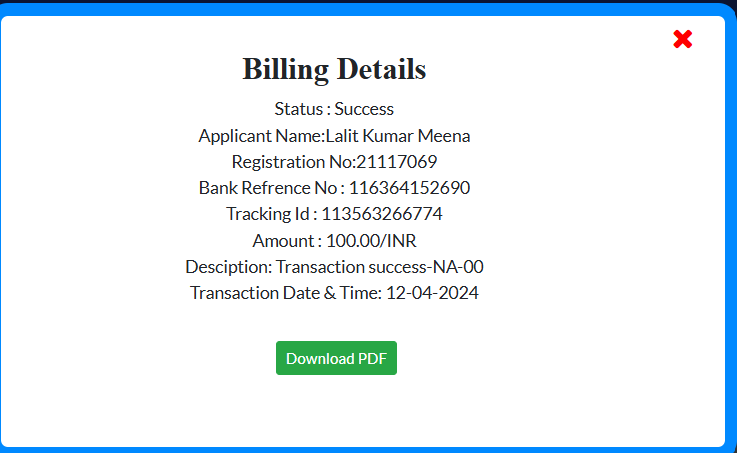 Billing Details
Status : Success
Applicant Name:Lalit Kumar Meena
Registration No:21117069
Bank Refrence No : 116364152690
Tracking Id : 113563266774
Amount : 100.00/INR
Desciption: Transaction success-NA-00
Transaction Date & Time: 12-04-2024
Download PDF